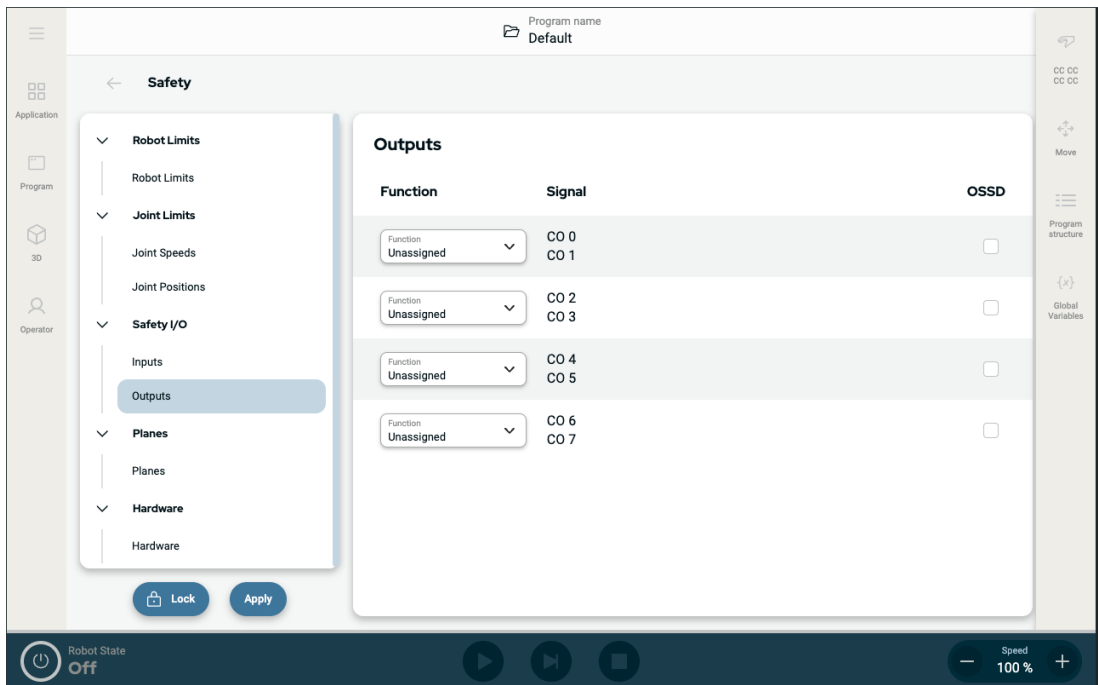 Program name
Default
Application
Program
3D
Operator
Safety
Robot Limits
Robot Limits
Joint Limits
Joint Speeds
Joint Positions
Safety I/O
Inputs
Outputs
Planes
Planes
Hardware
Hardware
Lock
Apply
Outputs
Function
Signal
OSSD
Function
Unassigned
CO 0
CO 1
Function
Unassigned
CO 2
CO 3
Function
Unassigned
CO 4
CO 5
Function
Unassigned
CO 6
CO 7
CC CC
CC CC
Move
Program
structure
{x}
Global
Variables
Robot State
Off
Speed
100 %